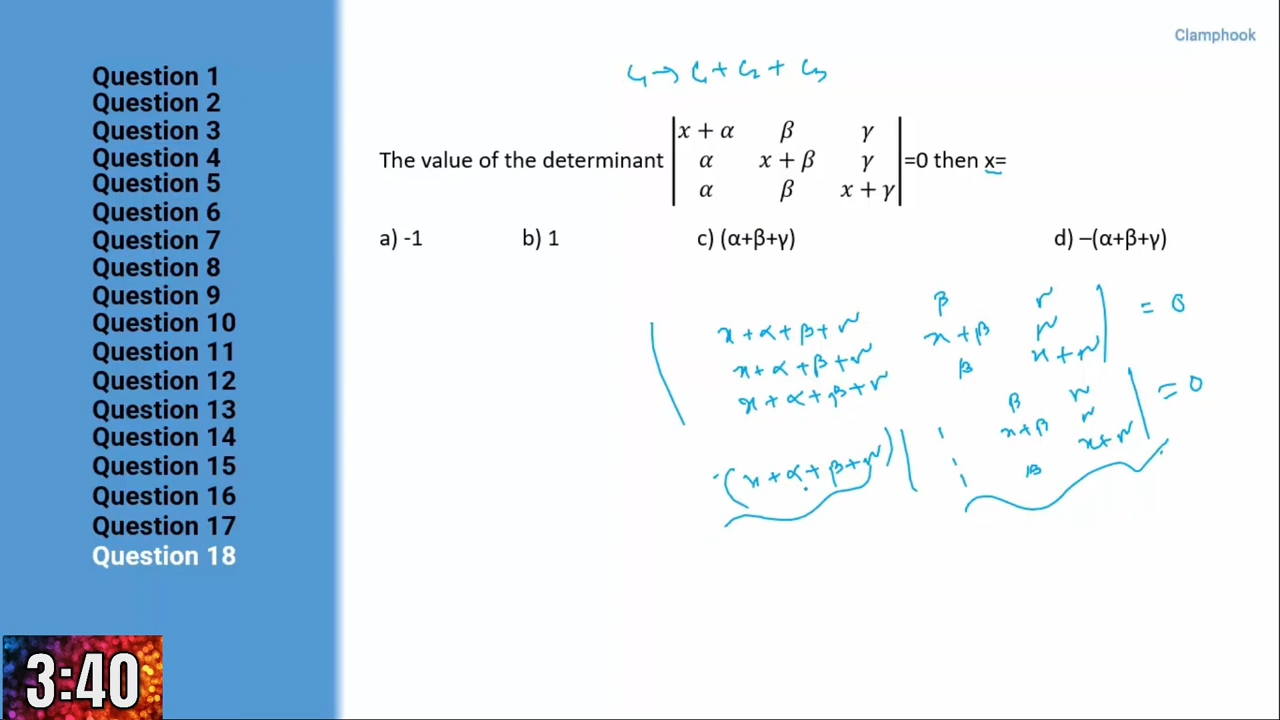 Clamphook
Question 1
Question 2
Question 3
Question 4
Question 5
Question 6
Question 7
Question 8
Question 9
Question 10
Question 11
Question 12
Question 13
Question 14
Question 15
Question 16
Question 17
Question 18
3:40
C₁ → C₁ + C₂ + C₃
x + α β γ
The value of the determinant | α x + β γ | =0 then x=
α β x + γ
a) -1 b) 1 c) (α+β+γ) d) –(α+β+γ)
x + α + β + r β r = 0
x + α + β + r x + β r
x + α + β + r β x + r
1 β r = 0
1 x + β r
(x + α + β + r) 1 β x + r